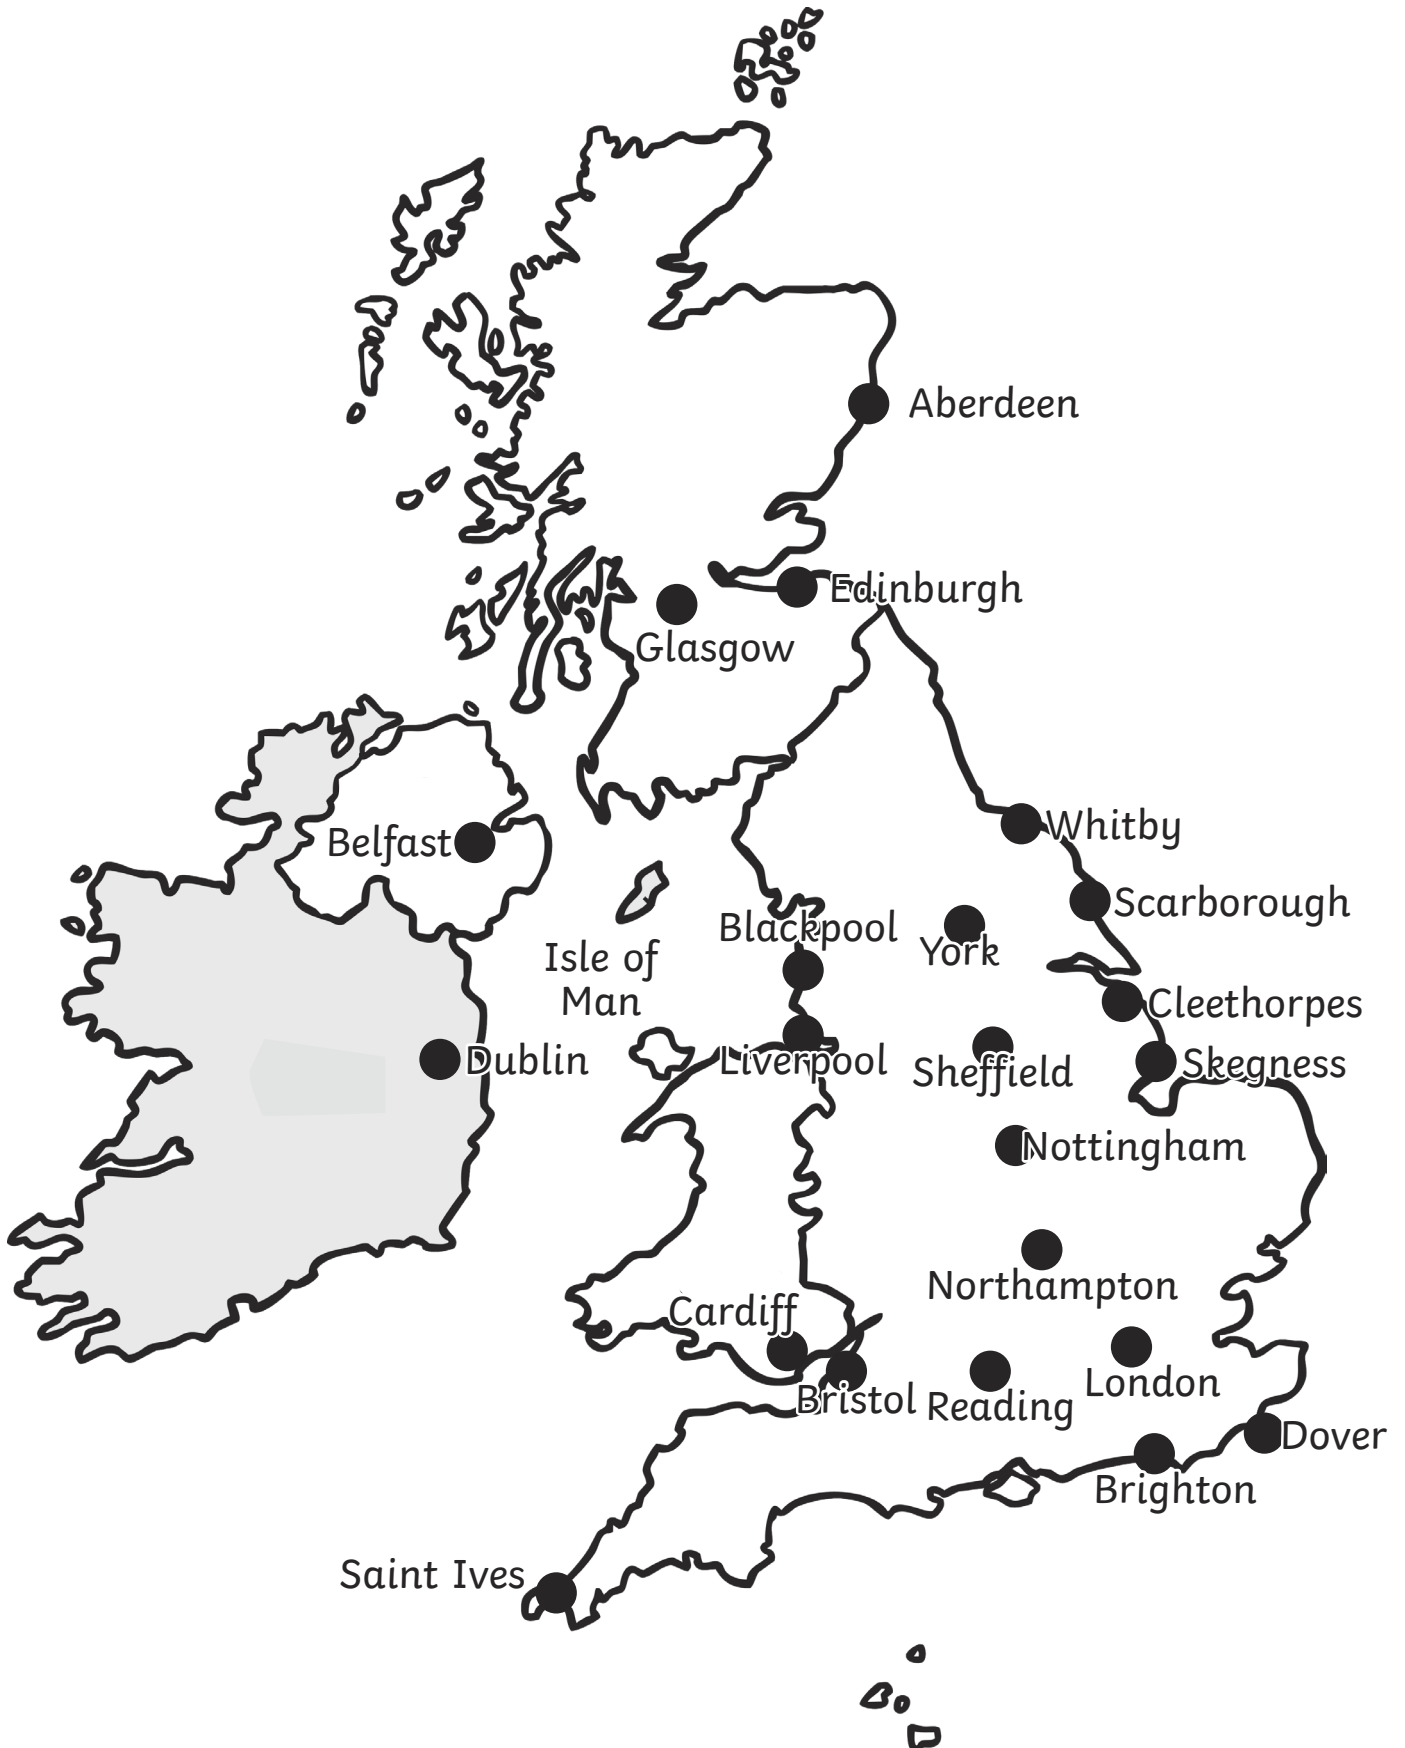 Aberdeen
Edinburgh
Glasgow
Whitby
Belfast
Scarborough
Blackpool
York
Isle of
Man
Cleethorpes
Dublin
Liverpool
Sheffield
Skegness
Nottingham
Northampton
Cardiff
London
Bristol
Reading
Dover
Brighton
Saint Ives